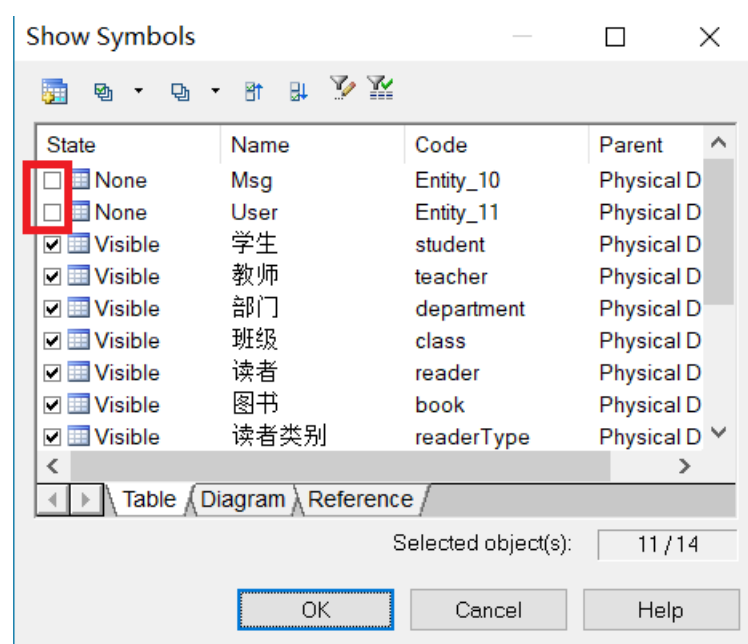 Show Symbols
State Name Code Parent
None Msg Entity_10 Physical D
None User Entity_11 Physical D
Visible 学生 student Physical D
Visible 教师 teacher Physical D
Visible 部门 department Physical D
Visible 班级 class Physical D
Visible 读者 reader Physical D
Visible 图书 book Physical D
Visible 读者类别 readerType Physical D
Table Diagram Reference
Selected object(s): 11 / 14
OK Cancel Help